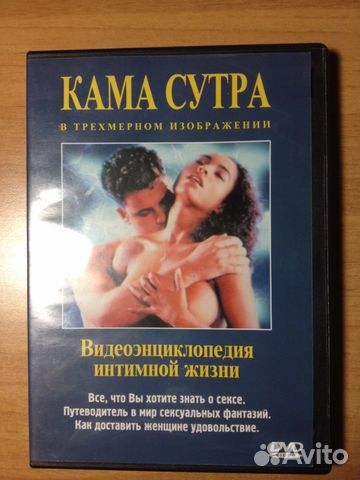 КАМА СУТРА
В ТРЕХМЕРНОМ ИЗОБРАЖЕНИИ
Видеоэнциклопедия
интимной жизни
Все, что Вы хотите знать о сексе.
Путеводитель в мир сексуальных фантазий.
Как доставить женщине удовольствие.
DVD
Avito